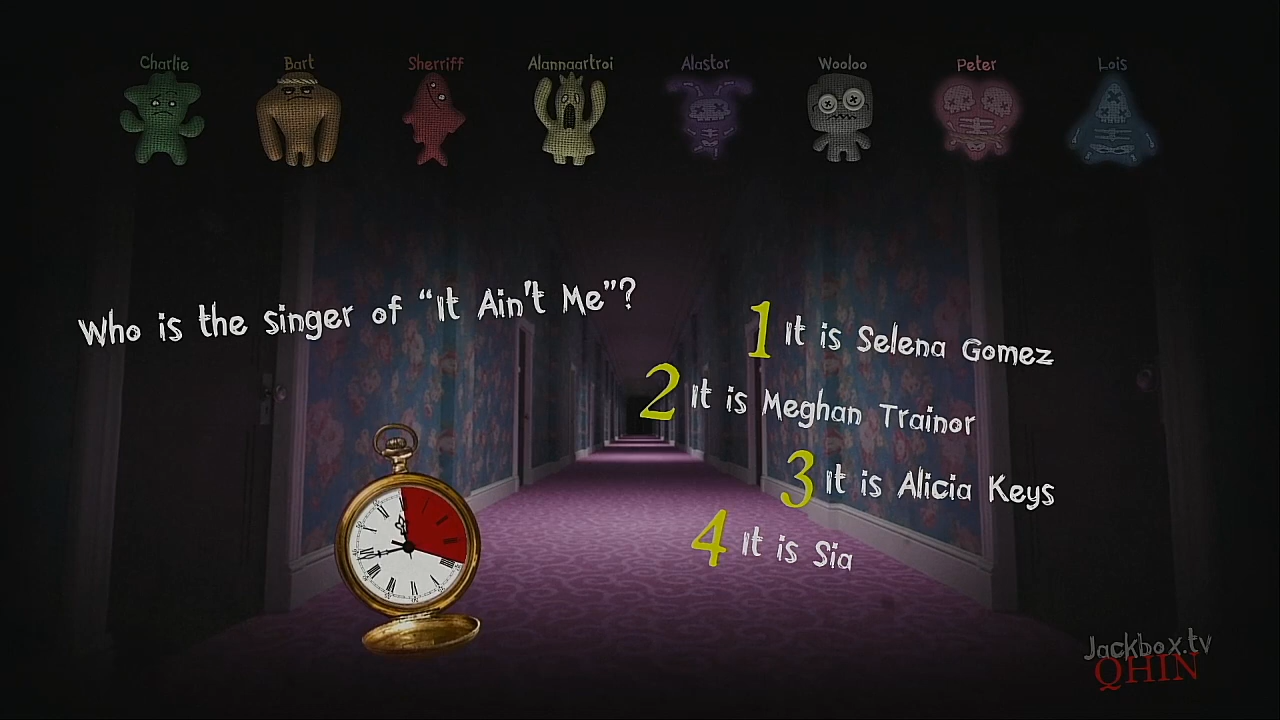 Charlie
Bart
Sherriff
Alannaartroi
Alastor
Wooloo
Peter
Lois
Who is the singer of “It Ain't Me”?
1 It is Selena Gomez
2 It is Meghan Trainor
3 It is Alicia Keys
4 It is Sia
Jackbox.tv
QHIN